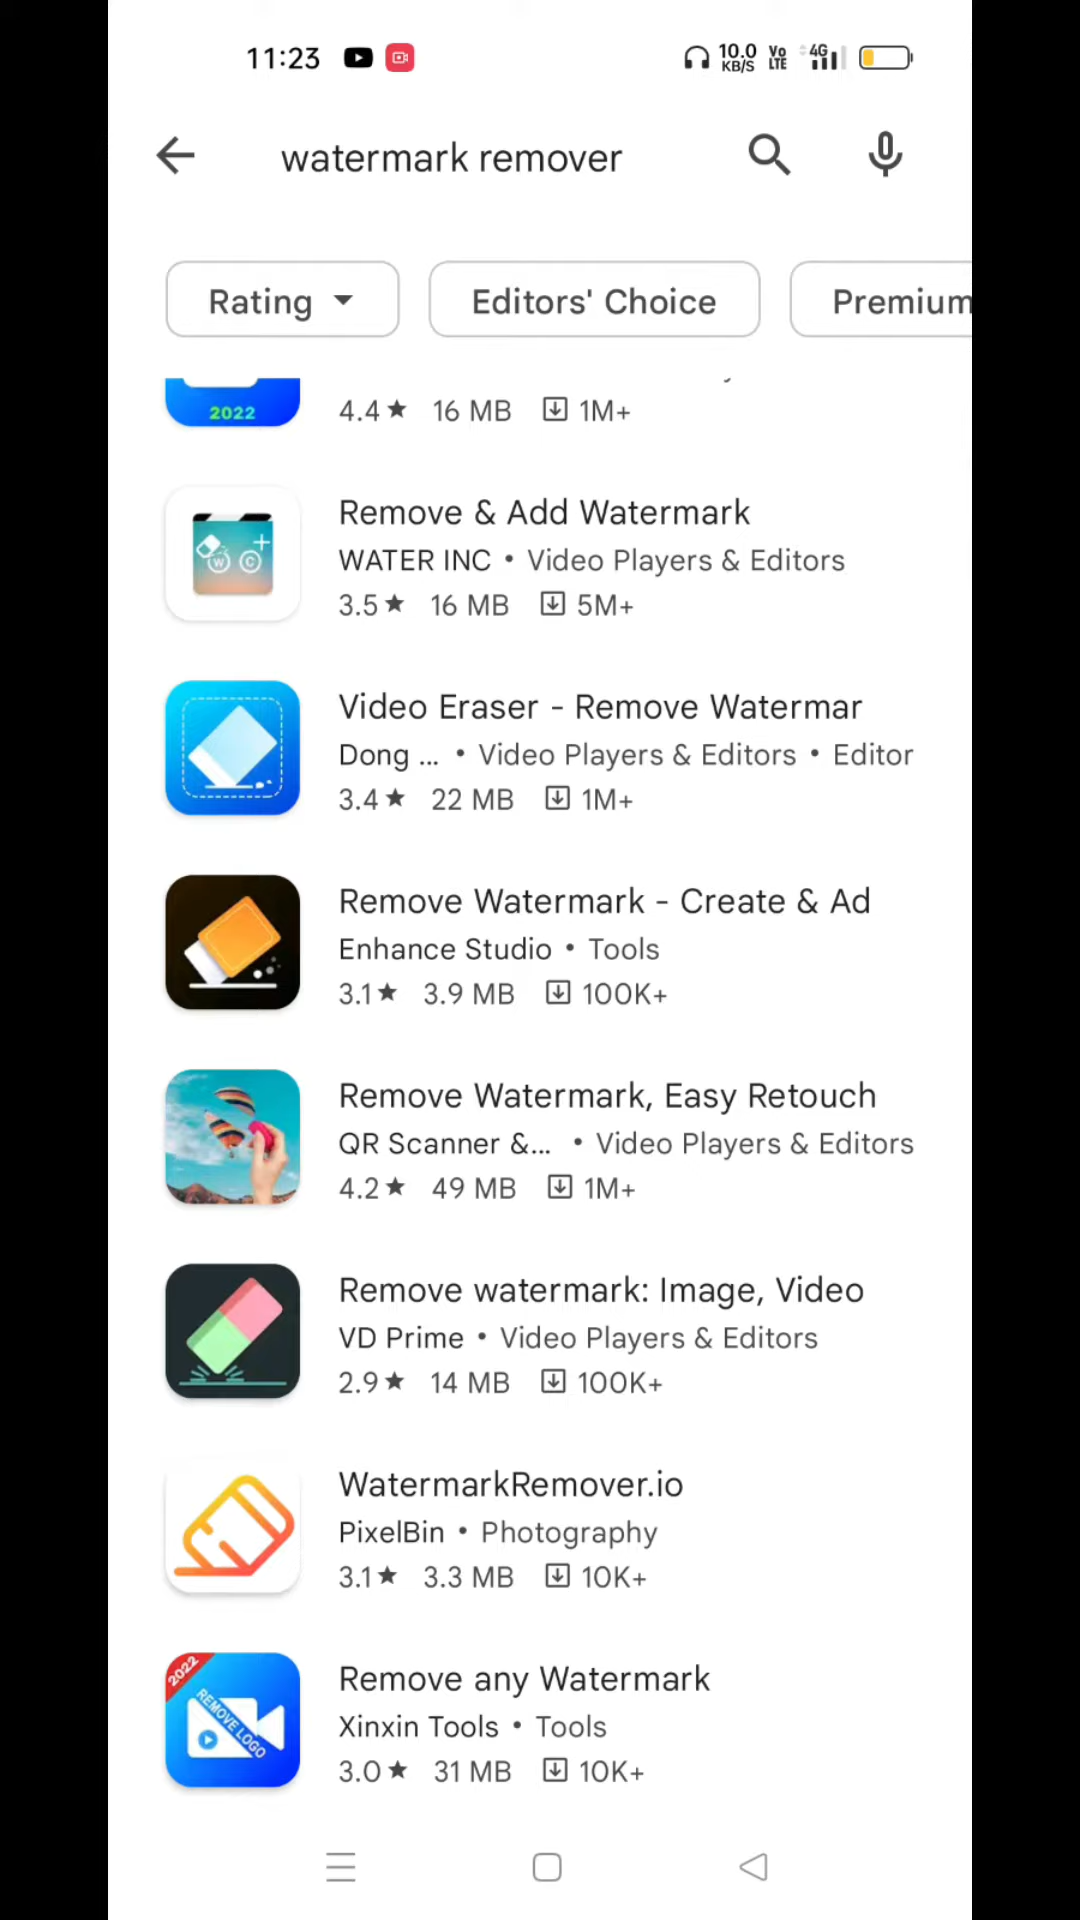 11:23
10.0 KB/S Vo LTE 4G
watermark remover
Rating
Editors' Choice
Premium
2022
4.4★ 16 MB 1M+
Remove & Add Watermark
WATER INC • Video Players & Editors
3.5★ 16 MB 5M+
Video Eraser - Remove Watermar
Dong ... • Video Players & Editors • Editor
3.4★ 22 MB 1M+
Remove Watermark - Create & Ad
Enhance Studio • Tools
3.1★ 3.9 MB 100K+
Remove Watermark, Easy Retouch
QR Scanner &... • Video Players & Editors
4.2★ 49 MB 1M+
Remove watermark: Image, Video
VD Prime • Video Players & Editors
2.9★ 14 MB 100K+
WatermarkRemover.io
PixelBin • Photography
3.1★ 3.3 MB 10K+
2022
REMOVE LOGO
Remove any Watermark
Xinxin Tools • Tools
3.0★ 31 MB 10K+